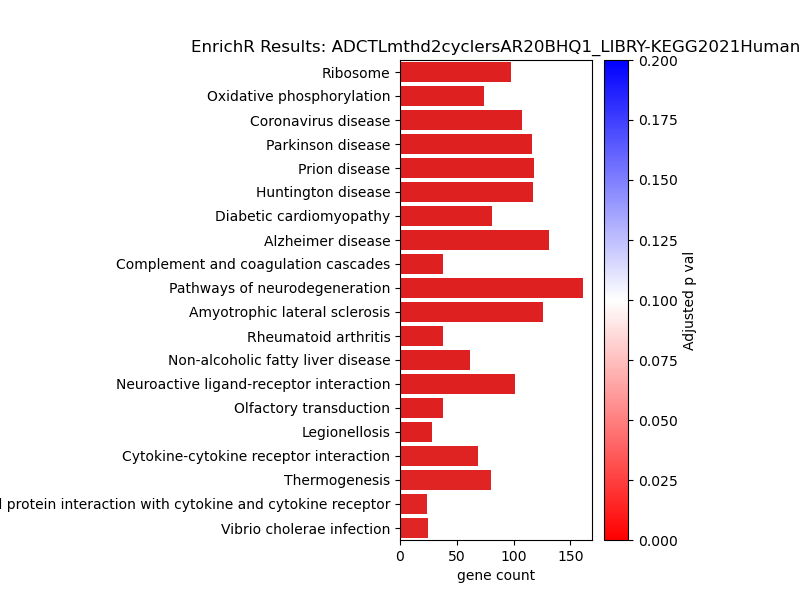 EnrichR Results: ADCTLmthd2cyclersAR20BHQ1_LIBRY-KEGG2021Human
Ribosome
Oxidative phosphorylation
Coronavirus disease
Parkinson disease
Prion disease
Huntington disease
Diabetic cardiomyopathy
Alzheimer disease
Complement and coagulation cascades
Pathways of neurodegeneration
Amyotrophic lateral sclerosis
Rheumatoid arthritis
Non-alcoholic fatty liver disease
Neuroactive ligand-receptor interaction
Olfactory transduction
Legionellosis
Cytokine-cytokine receptor interaction
Thermogenesis
protein interaction with cytokine and cytokine receptor
Vibrio cholerae infection
0 50 100 150
gene count
0.200
0.175
0.150
0.125
0.100
0.075
0.050
0.025
0.000
Adjusted p val